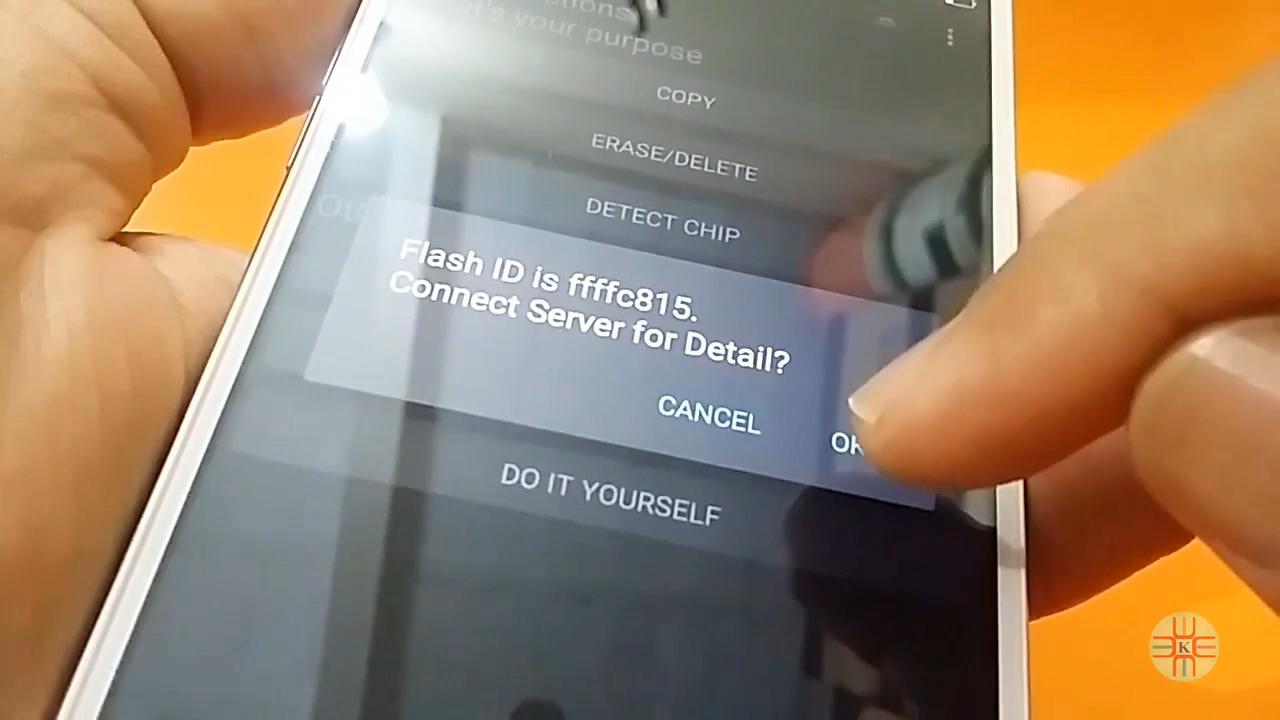 your purpose
COPY
ERASE/DELETE
DETECT CHIP
Flash ID is ffffc815.
Connect Server for Detail?
CANCEL
OK
DO IT YOURSELF
K